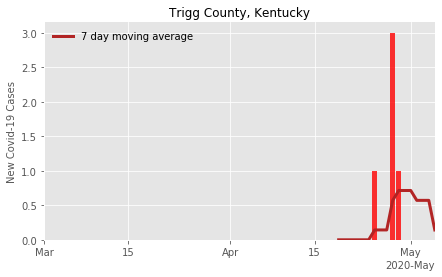 Trigg County, Kentucky
7 day moving average
New Covid-19 Cases
3.0
2.5
2.0
1.5
1.0
0.5
0.0
Mar 15 Apr 15 May
2020-May